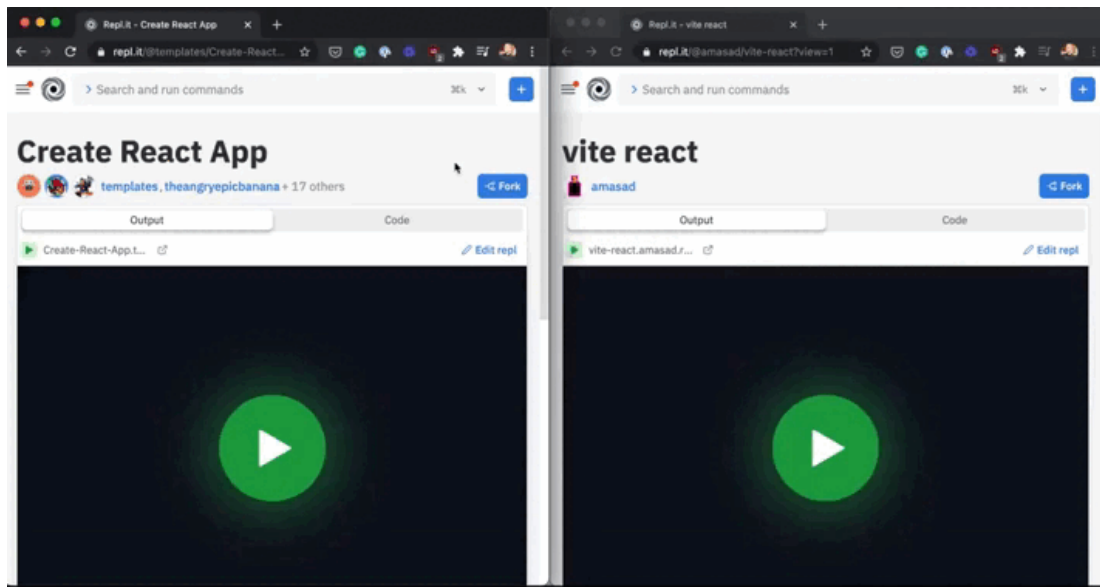 Repl.it - Create React App
repl.it/@templates/Create-React...
Search and run commands
⌘k
Create React App
templates, theangryepicbanana + 17 others
Fork
Output
Code
Create-React-App.t...
Edit repl
Repl.it - vite react
repl.it/@amasad/vite-react?view=1
Search and run commands
⌘k
vite react
amasad
Fork
Output
Code
vite-react.amasad.r...
Edit repl